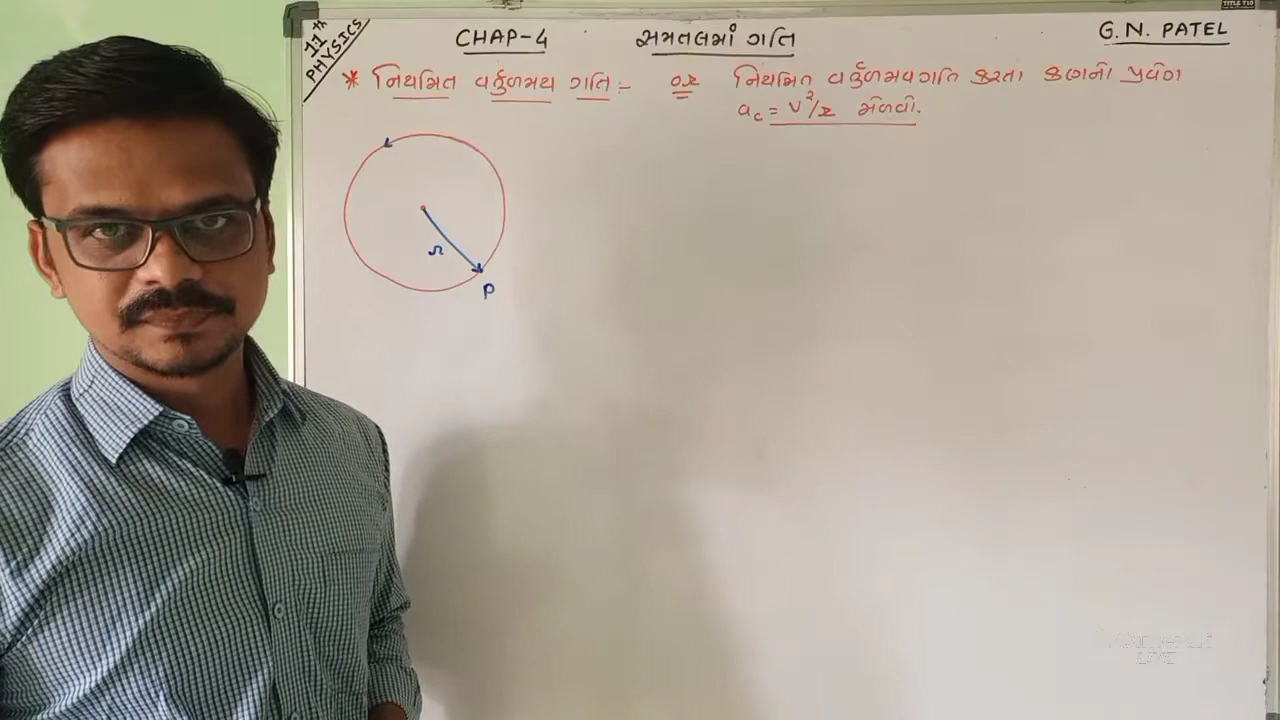 11th PHYSICS
CHAP-4 સમતલમાં ગતિ G. N. PATEL
* નિયમિત વર્તુળમય ગતિ :- OR નિયમિત વર્તુળમયગતિ કરતા કણનો પ્રવેગ
ac = v²/r મેળવો.
r
P